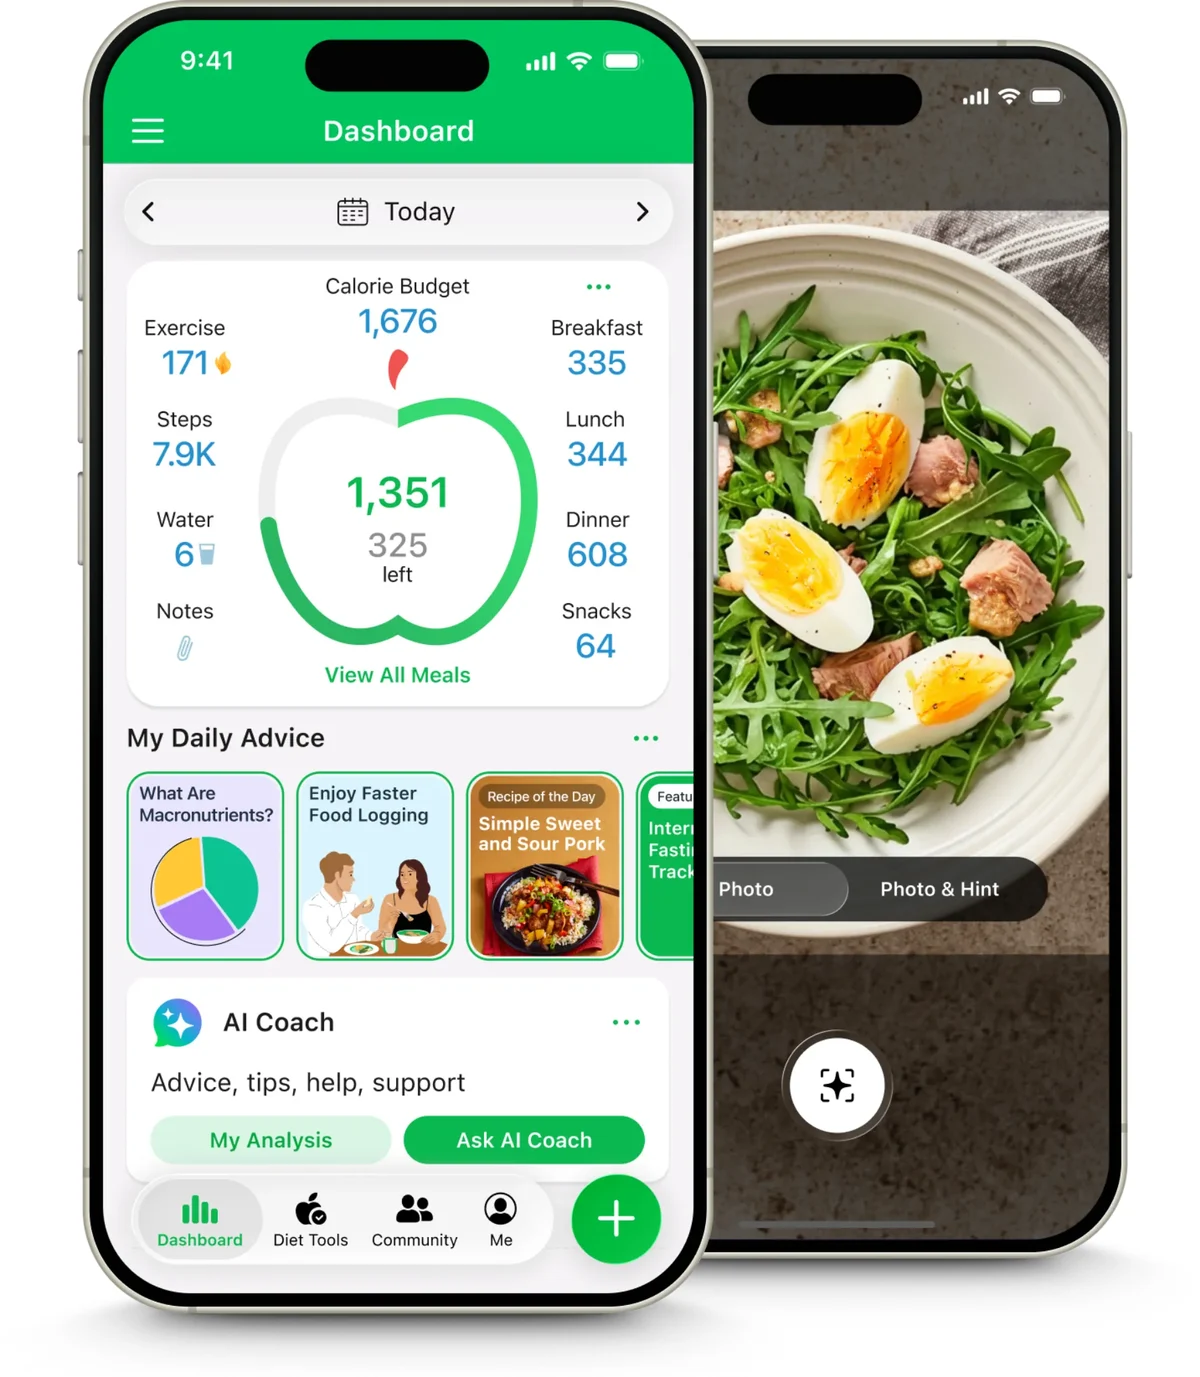 9:41
Dashboard
Today
Calorie Budget
1,676
Exercise
171
Breakfast
335
Steps
7.9K
Lunch
344
1,351
325
left
Water
6
Dinner
608
Notes
Snacks
64
View All Meals
My Daily Advice
What Are
Macronutrients?
Enjoy Faster
Food Logging
Recipe of the Day
Simple Sweet
and Sour Pork
Featu
Intern
Fasti
Track
AI Coach
Advice, tips, help, support
My Analysis
Ask AI Coach
Dashboard
Diet Tools
Community
Me
Photo
Photo & Hint